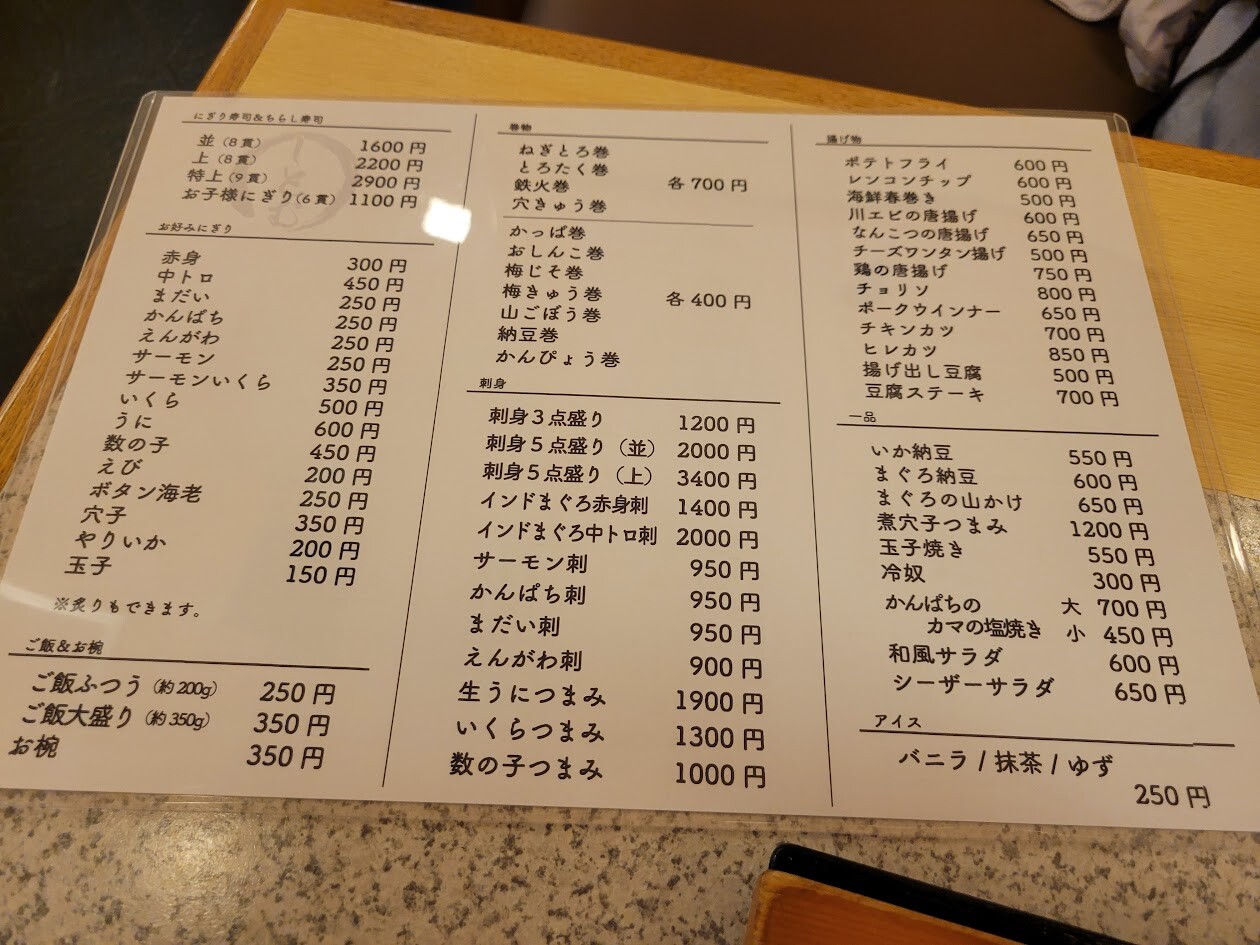 にぎり寿司&ちらし寿司
並（8貫） 1600円
上（8貫） 2200円
特上（9貫） 2900円
お子様にぎり（6貫） 1100円
お好みにぎり
赤身 300円
中トロ 450円
まだい 250円
かんぱち 250円
えんがわ 250円
サーモン 250円
サーモンいくら 350円
いくら 500円
うに 600円
数の子 450円
えび 200円
ボタン海老 250円
穴子 350円
やりいか 200円
玉子 150円
※炙りもできます。
ご飯&お椀
ご飯ふつう（約200g） 250円
ご飯大盛り（約350g） 350円
お椀 350円
巻物
ねぎとろ巻
とろたく巻
鉄火巻 各700円
穴きゅう巻
かっぱ巻
おしんこ巻
梅じそ巻
梅きゅう巻 各400円
山ごぼう巻
納豆巻
かんぴょう巻
刺身
刺身3点盛り 1200円
刺身5点盛り（並） 2000円
刺身5点盛り（上） 3400円
インドまぐろ赤身刺 1400円
インドまぐろ中トロ刺 2000円
サーモン刺 950円
かんぱち刺 950円
まだい刺 950円
えんがわ刺 900円
生うにつまみ 1900円
いくらつまみ 1300円
数の子つまみ 1000円
揚げ物
ポテトフライ 600円
レンコンチップ 600円
海鮮春巻き 500円
川エビの唐揚げ 600円
なんこつの唐揚げ 650円
チーズワンタン揚げ 500円
鶏の唐揚げ 750円
チョリソ 800円
ポークウインナー 650円
チキンカツ 700円
ヒレカツ 850円
揚げ出し豆腐 500円
豆腐ステーキ 700円
一品
いか納豆 550円
まぐろ納豆 600円
まぐろの山かけ 650円
煮穴子つまみ 1200円
玉子焼き 550円
冷奴 300円
かんぱちの 大 700円
カマの塩焼き 小 450円
和風サラダ 600円
シーザーサラダ 650円
アイス
バニラ / 抹茶 / ゆず
250円